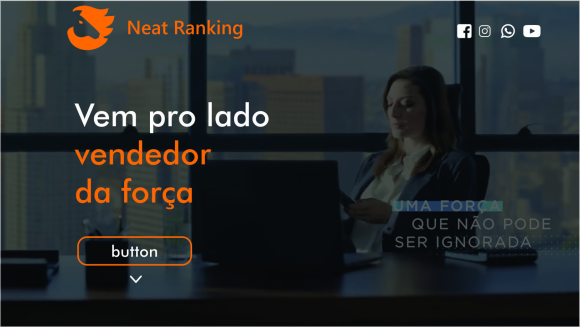 Neat Ranking
Vem pro lado
vendedor
da força
UMA FORÇA
QUE NÃO PODE
SER IGNORADA
button